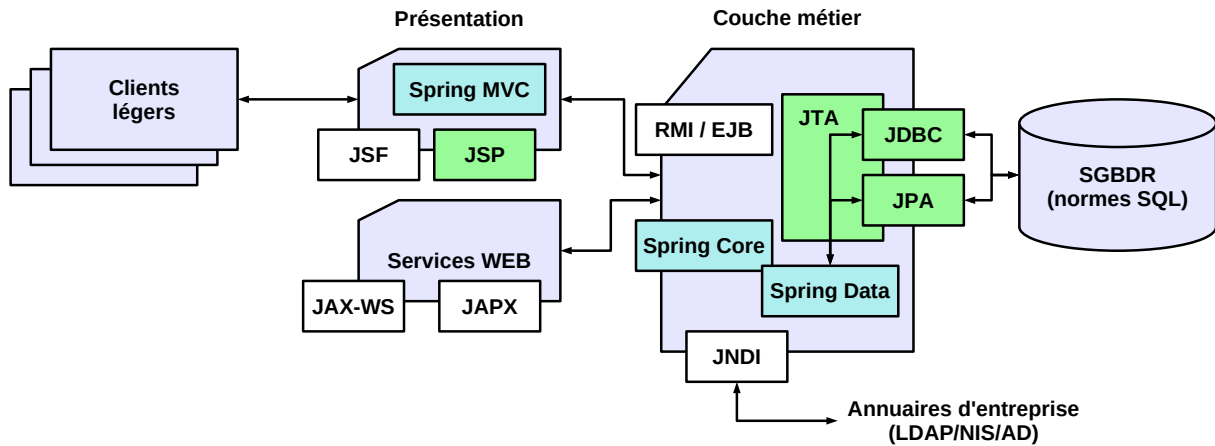 Présentation
Couche métier
Clients
légers
Spring MVC
JSF
JSP
RMI / EJB
JTA
JDBC
JPA
SGBDR
(normes SQL)
Services WEB
JAX-WS
JAPX
Spring Core
Spring Data
JNDI
Annuaires d'entreprise
(LDAP/NIS/AD)